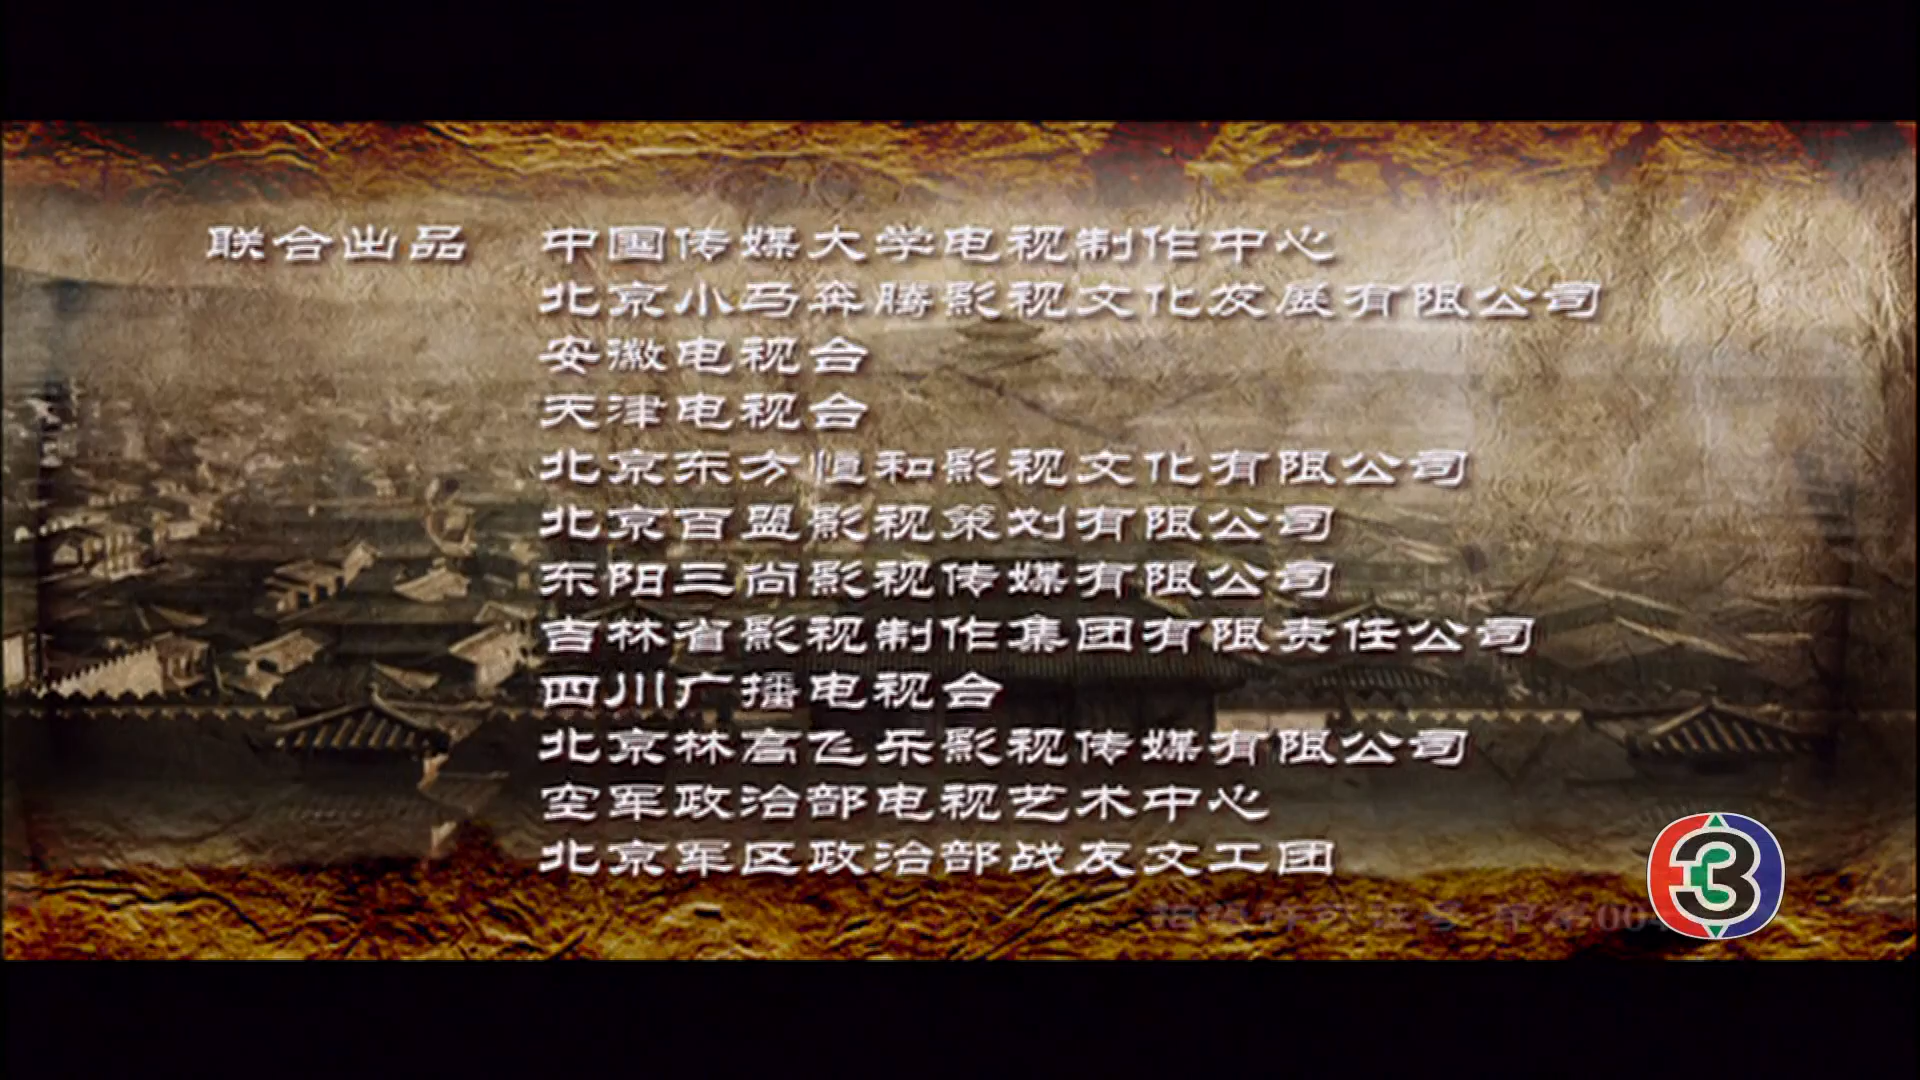 联合出品 中国传媒大学电视制作中心
北京小马奔腾影视文化发展有限公司
安徽电视台
天津电视台
北京东方恒和影视文化有限公司
北京百盟影视策划有限公司
东阳三尚影视传媒有限公司
吉林省影视制作集团有限责任公司
四川广播电视台
北京林高飞乐影视传媒有限公司
空军政治部电视艺术中心
北京军区政治部战友文工团
3